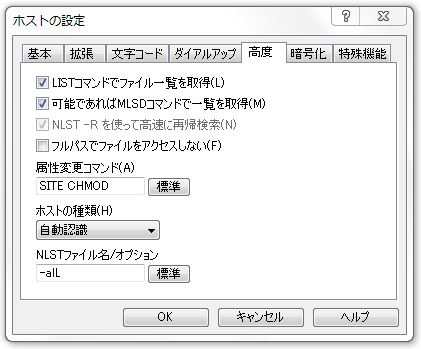 ホストの設定
基本 拡張 文字コード ダイアルアップ 高度 暗号化 特殊機能
LISTコマンドでファイル一覧を取得(L)
可能であればMLSDコマンドで一覧を取得(M)
NLST -R を使って高速に再帰検索(N)
フルパスでファイルをアクセスしない(F)
属性変更コマンド(A)
SITE CHMOD 標準
ホストの種類(H)
自動認識
NLSTファイル名/オプション
-alL 標準
OK キャンセル ヘルプ